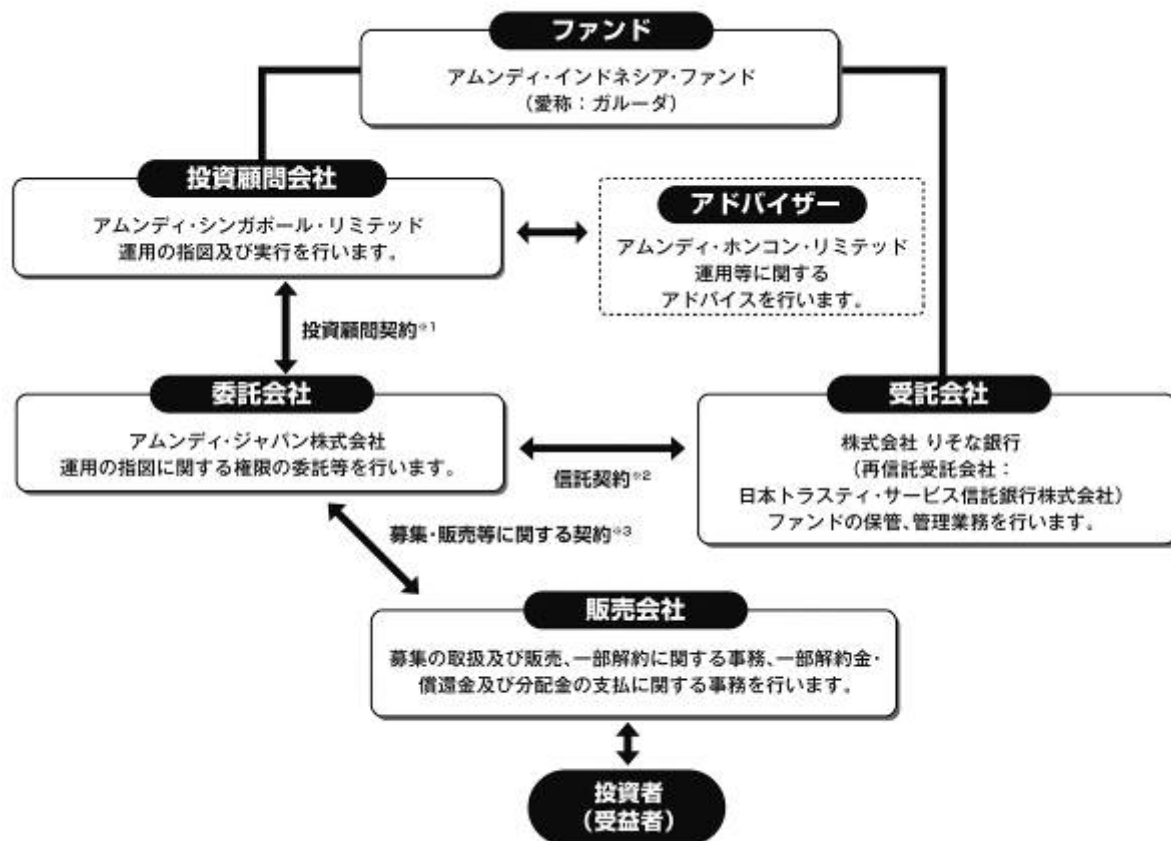 ファンド
アムンディ・インドネシア・ファンド
(愛称:ガルーダ)
投資顧問会社
アムンディ・シンガポール・リミテッド
運用の指図及び実行を行います。
アドバイザー
アムンディ・ホンコン・リミテッド
運用等に関する
アドバイスを行います。
投資顧問契約※1
委託会社
アムンディ・ジャパン株式会社
運用の指図に関する権限の委託等を行います。
信託契約※2
受託会社
株式会社 りそな銀行
(再信託受託会社:
日本トラスティ・サービス信託銀行株式会社)
ファンドの保管、管理業務を行います。
募集・販売等に関する契約※3
販売会社
募集の取扱及び販売、一部解約に関する事務、一部解約金・
償還金及び分配金の支払に関する事務を行います。
投資者
(受益者)